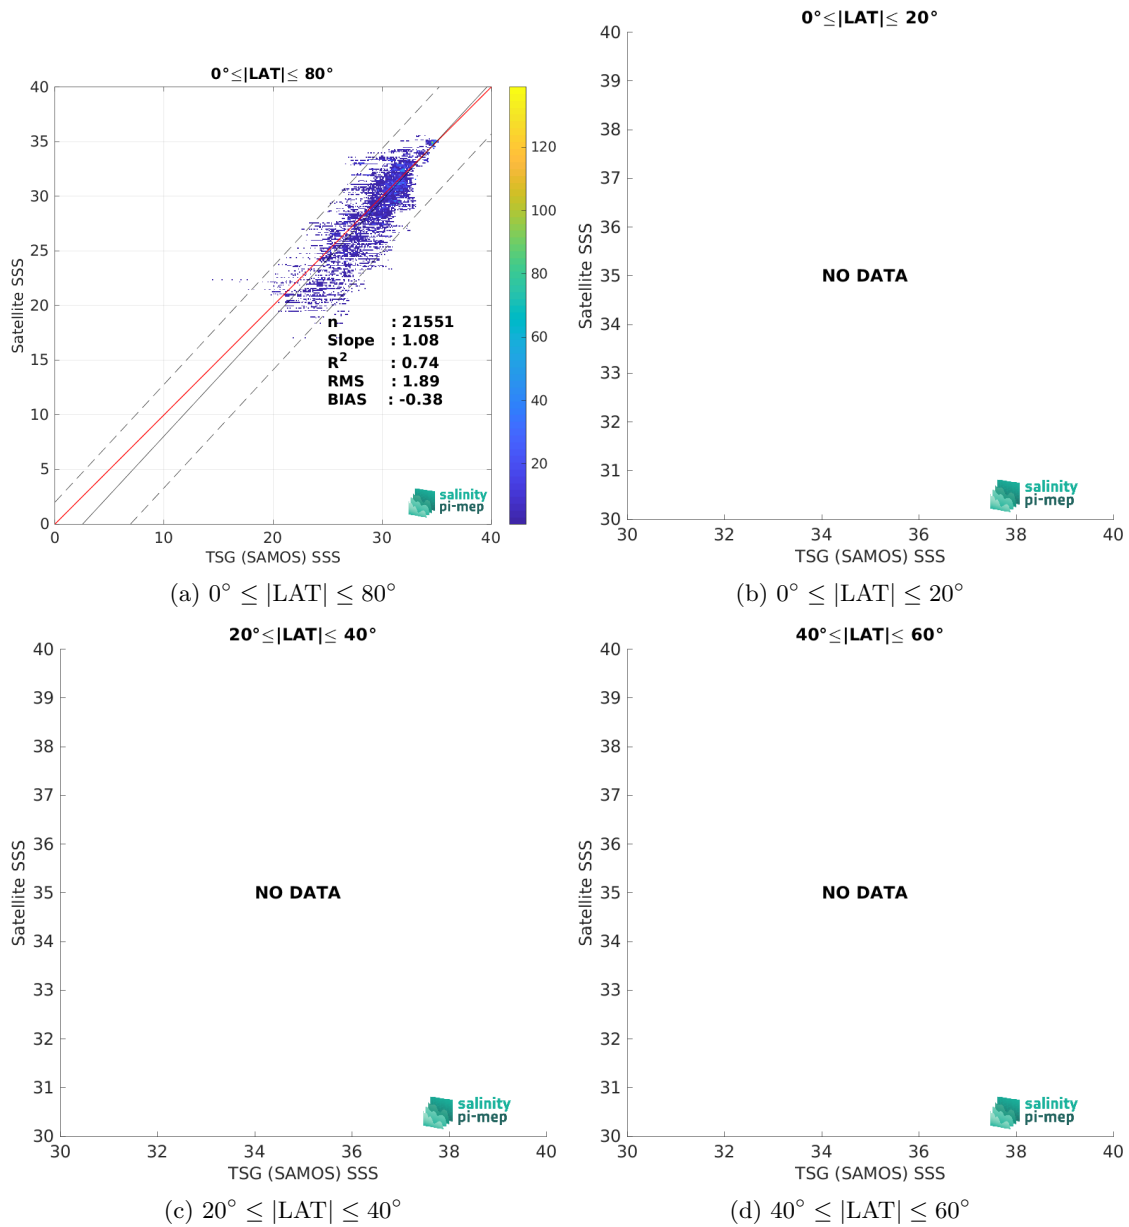 0°≤|LAT|≤ 80°
40
35
30
25
20
15
10
5
0
Satellite SSS
0
10
20
30
40
TSG (SAMOS) SSS
120
100
80
60
40
20
n : 21551
Slope : 1.08
R² : 0.74
RMS : 1.89
BIAS : -0.38
salinity
pi-mep
(a) 0° ≤ |LAT| ≤ 80°
0°≤|LAT|≤ 20°
40
39
38
37
36
35
34
33
32
31
30
Satellite SSS
NO DATA
salinity
pi-mep
30
32
34
36
38
40
TSG (SAMOS) SSS
(b) 0° ≤ |LAT| ≤ 20°
20°≤|LAT|≤ 40°
40
39
38
37
36
35
34
33
32
31
30
Satellite SSS
NO DATA
salinity
pi-mep
30
32
34
36
38
40
TSG (SAMOS) SSS
(c) 20° ≤ |LAT| ≤ 40°
40°≤|LAT|≤ 60°
40
39
38
37
36
35
34
33
32
31
30
Satellite SSS
NO DATA
salinity
pi-mep
30
32
34
36
38
40
TSG (SAMOS) SSS
(d) 40° ≤ |LAT| ≤ 60°